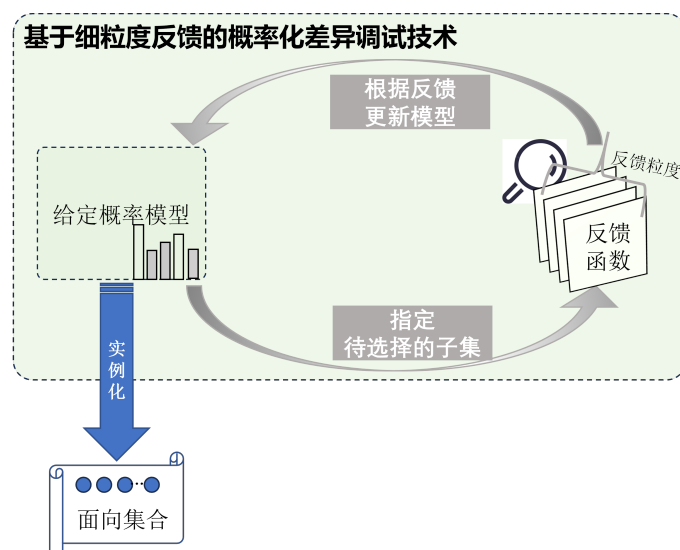 基于细粒度反馈的概率化差异调试技术
根据反馈
更新模型
反馈粒度
给定概率模型
反馈
函数
指定
待选择的子集
实例化
面向集合